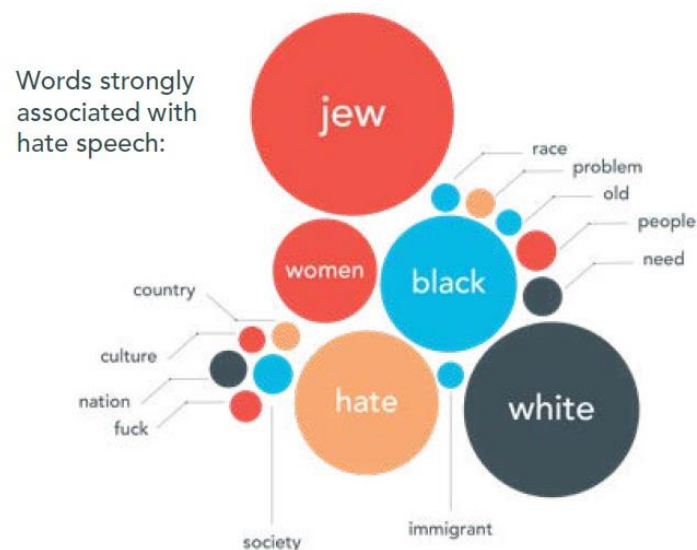 Words strongly
associated with
hate speech:
jew
race
problem
old
people
need
women
black
country
culture
nation
fuck
hate
white
society
immigrant